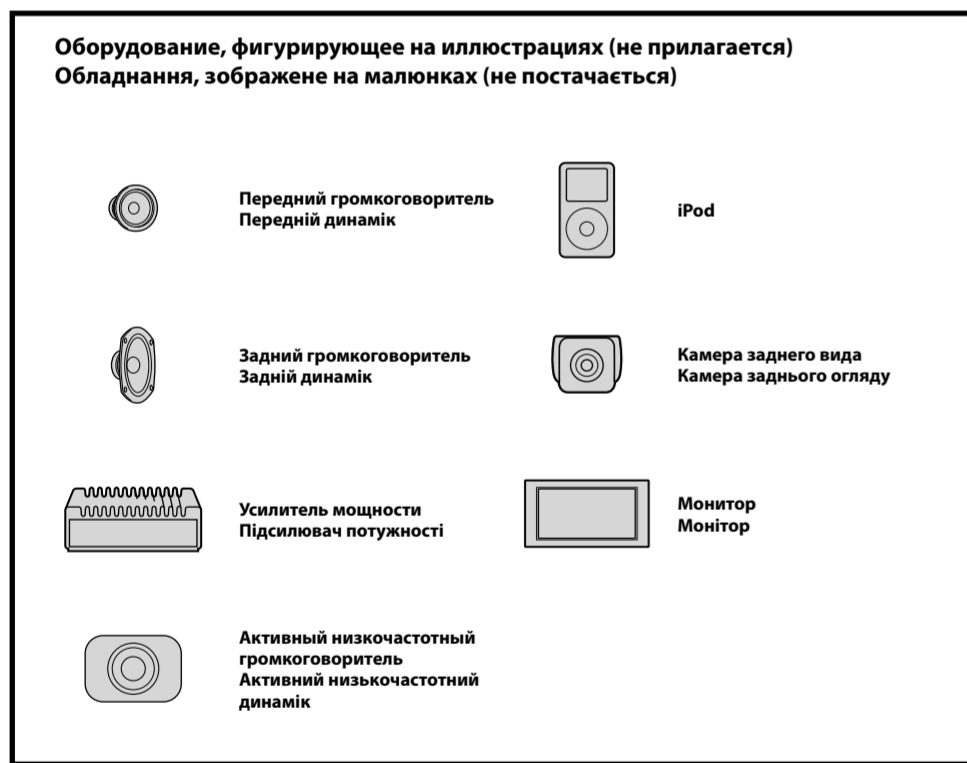 Оборудование, фигурирующее на иллюстрациях (не прилагается)
Обладнання, зображене на малюнках (не постачається)
Передний громкоговоритель
Передній динамік
iPod
Задний громкоговоритель
Задній динамік
Камера заднего вида
Камера заднього огляду
Усилитель мощности
Підсилювач потужності
Монитор
Монітор
Активный низкочастотный
громкоговоритель
Активний низькочастотний
динамік